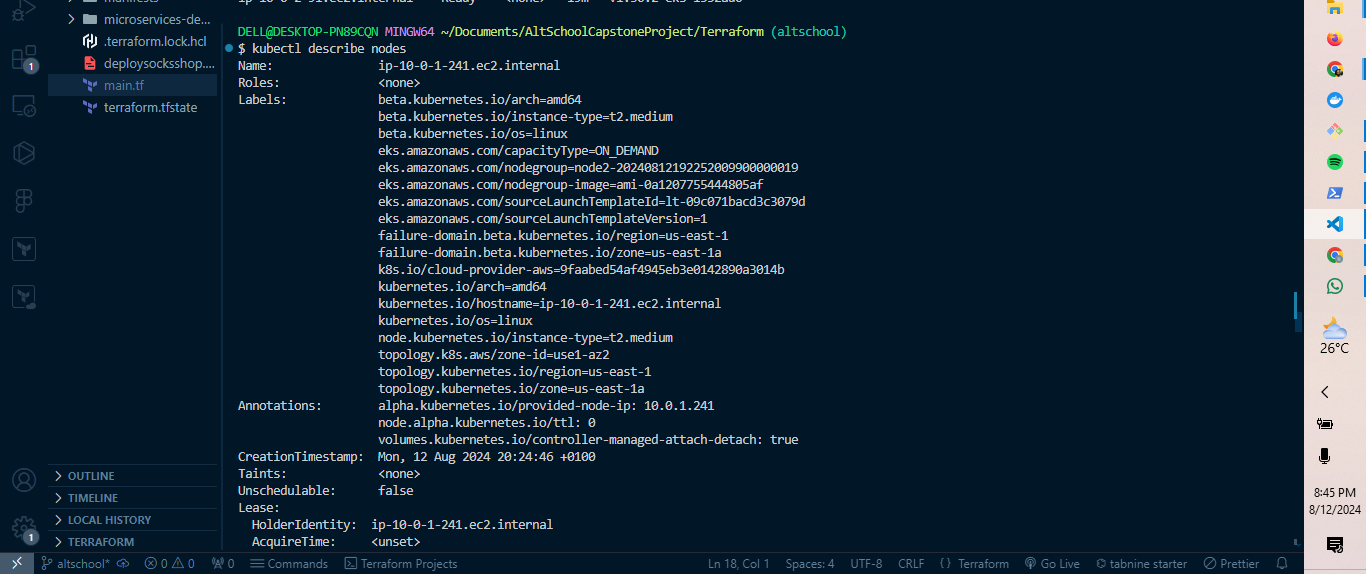 manifests
microservices-de...
.terraform.lock.hcl
deploysocksshop....
main.tf
terraform.tfstate
OUTLINE
TIMELINE
LOCAL HISTORY
TERRAFORM
1
1
DELL@DESKTOP-PN89CQN MINGW64 ~/Documents/AltSchoolCapstoneProject/Terraform (altschool)
$ kubectl describe nodes
Name: ip-10-0-1-241.ec2.internal
Roles: <none>
Labels: beta.kubernetes.io/arch=amd64
beta.kubernetes.io/instance-type=t2.medium
beta.kubernetes.io/os=linux
eks.amazonaws.com/capacityType=ON_DEMAND
eks.amazonaws.com/nodegroup=node2-20240812192252009900000019
eks.amazonaws.com/nodegroup-image=ami-0a1207755444805af
eks.amazonaws.com/sourceLaunchTemplateId=lt-09c071bacd3c3079d
eks.amazonaws.com/sourceLaunchTemplateVersion=1
failure-domain.beta.kubernetes.io/region=us-east-1
failure-domain.beta.kubernetes.io/zone=us-east-1a
k8s.io/cloud-provider-aws=9faabed54af4945eb3e0142890a3014b
kubernetes.io/arch=amd64
kubernetes.io/hostname=ip-10-0-1-241.ec2.internal
kubernetes.io/os=linux
node.kubernetes.io/instance-type=t2.medium
topology.k8s.aws/zone-id=use1-az2
topology.kubernetes.io/region=us-east-1
topology.kubernetes.io/zone=us-east-1a
Annotations: alpha.kubernetes.io/provided-node-ip: 10.0.1.241
node.alpha.kubernetes.io/ttl: 0
volumes.kubernetes.io/controller-managed-attach-detach: true
CreationTimestamp: Mon, 12 Aug 2024 20:24:46 +0100
Taints: <none>
Unschedulable: false
Lease:
HolderIdentity: ip-10-0-1-241.ec2.internal
AcquireTime: <unset>
26°C
8:45 PM
8/12/2024
altschool* 0 0 0 Commands Terraform Projects Ln 18, Col 1 Spaces: 4 UTF-8 CRLF {} Terraform Go Live tabnine starter Prettier